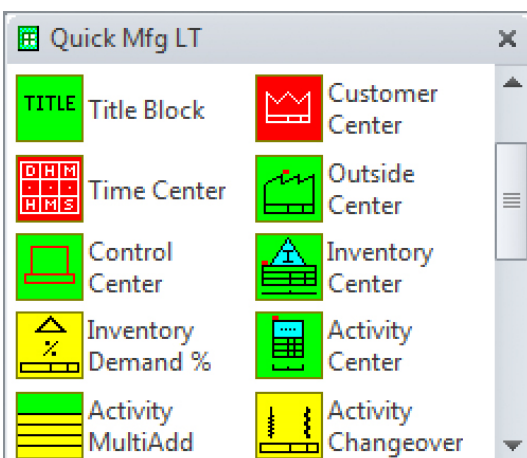 Quick Mfg LT
TITLE
Title Block
Customer
Center
D H M
H M S
Time Center
Outside
Center
Control
Center
I
Inventory
Center
%
Inventory
Demand %
Activity
Center
Activity
MultiAdd
Activity
Changeover